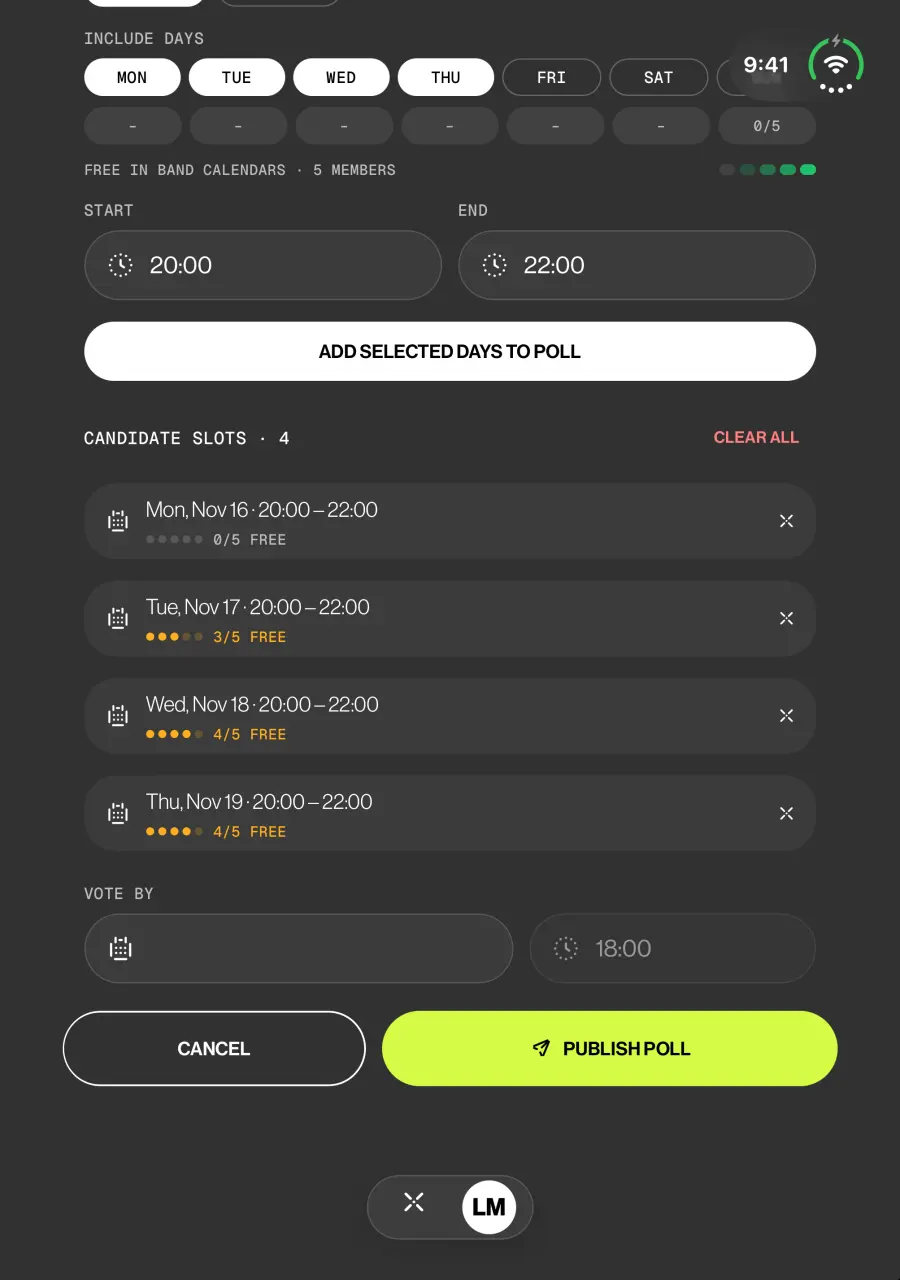 INCLUDE DAYS
9:41
MON TUE WED THU FRI SAT
- - - - - - 0/5
FREE IN BAND CALENDARS · 5 MEMBERS
START END
20:00 22:00
ADD SELECTED DAYS TO POLL
CANDIDATE SLOTS · 4 CLEAR ALL
Mon, Nov 16 · 20:00 – 22:00
0/5 FREE
Tue, Nov 17 · 20:00 – 22:00
3/5 FREE
Wed, Nov 18 · 20:00 – 22:00
4/5 FREE
Thu, Nov 19 · 20:00 – 22:00
4/5 FREE
VOTE BY
18:00
CANCEL PUBLISH POLL
LM